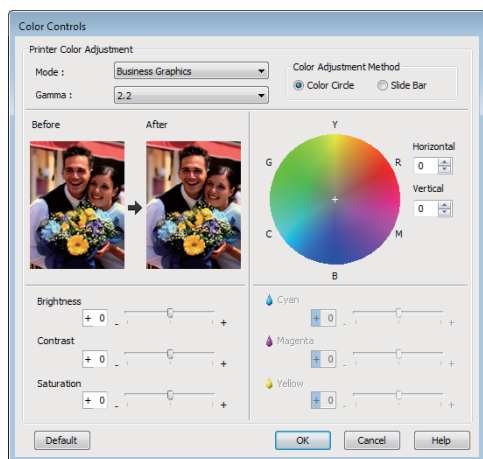 Color Controls
Printer Color Adjustment
Mode : Business Graphics
Gamma : 2.2
Color Adjustment Method
Color Circle Slide Bar
Before After
Y
G R
C M
B
Horizontal
0
Vertical
0
Brightness
+ 0 - +
Contrast
+ 0 - +
Saturation
+ 0 - +
Cyan
+ 0 - +
Magenta
+ 0 - +
Yellow
+ 0 - +
Default OK Cancel Help